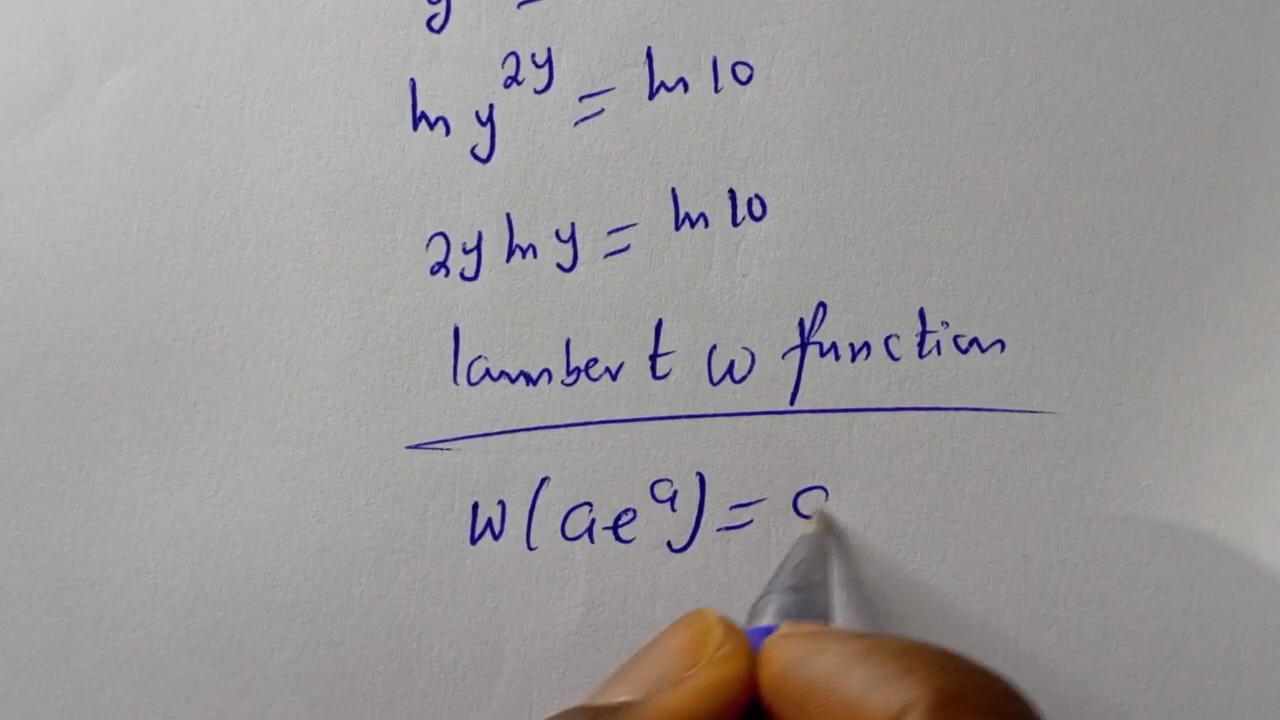 y =
ln y^2y = ln 10
2y ln y = ln 10
lambert w function
W(ae^a) = a